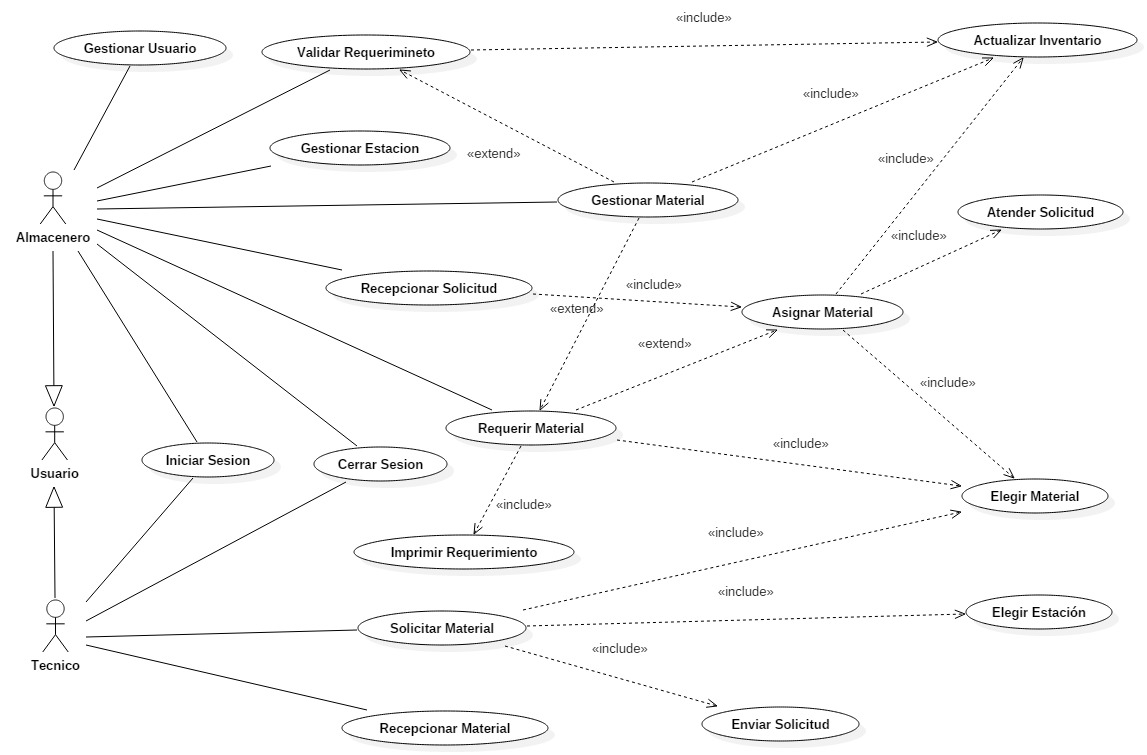 «include»
Gestionar Usuario
Validar Requerimineto
Actualizar Inventario
«include»
Gestionar Estacion
«extend»
«include»
Gestionar Material
Atender Solicitud
Almacenero
«include»
Recepcionar Solicitud
«include»
«extend»
Asignar Material
«extend»
«include»
Requerir Material
«include»
Usuario
Iniciar Sesion
Cerrar Sesion
Elegir Material
«include»
«include»
Imprimir Requerimiento
«include»
Elegir Estación
Solicitar Material
«include»
Tecnico
Recepcionar Material
Enviar Solicitud